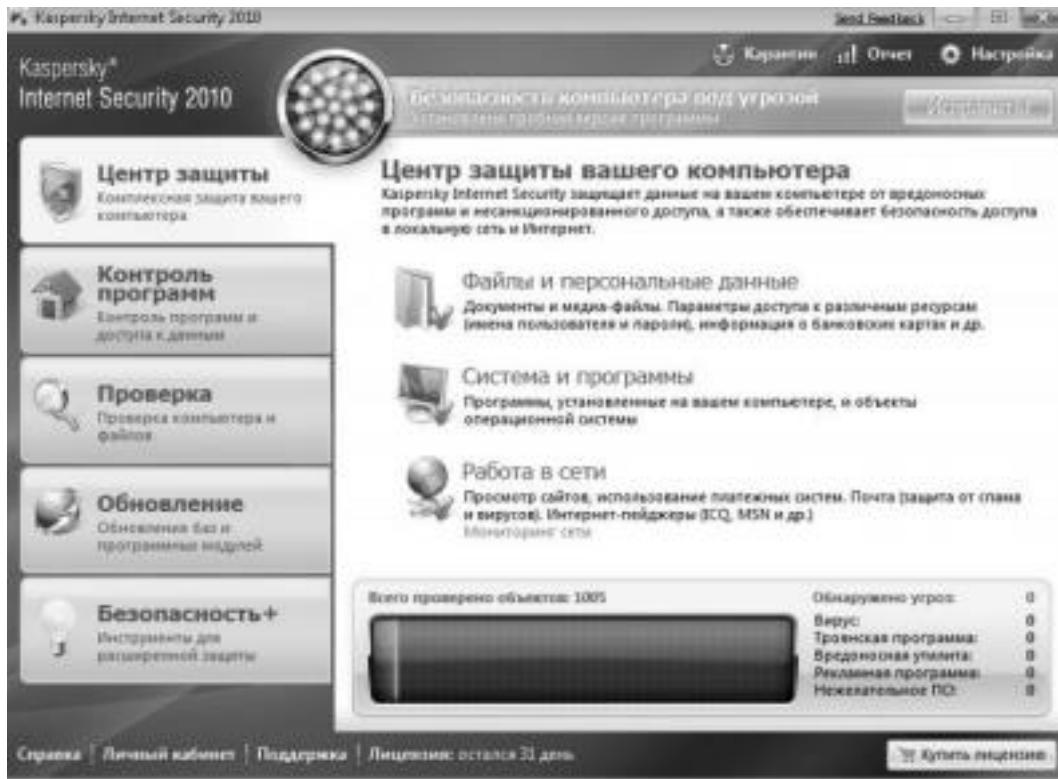 Kaspersky Internet Security 2010
Send Feedback
Kaspersky®
Internet Security 2010
Карантин
Отчет
Настройка
Безопасность компьютера под угрозой
Установлена пробная версия программы
Исправить
Центр защиты
Комплексная защита вашего
компьютера
Контроль
программ
Контроль программ и
доступа к данным
Проверка
Проверка компьютера и
файлов
Обновление
Обновления баз и
программных модулей
Безопасность+
Инструменты для
расширенной защиты
Центр защиты вашего компьютера
Kaspersky Internet Security защищает данные на вашем компьютере от вредоносных
программ и несанкционированного доступа, а также обеспечивает безопасность доступа
в локальную сеть и Интернет.
Файлы и персональные данные
Документы и медиа-файлы. Параметры доступа к различным ресурсам
(имена пользователя и пароли), информация о банковских картах и др.
Система и программы
Программы, установленные на вашем компьютере, и объекты
операционной системы
Работа в сети
Просмотр сайтов, использование платежных систем. Почта (защита от спама
и вирусов). Интернет-пейджеры (ICQ, MSN и др.)
Мониторинг сети
Всего проверено объектов: 1005
Обнаружено угроз: 0
Вирус: 0
Троянская программа: 0
Вредоносная утилита: 0
Рекламная программа: 0
Нежелательное ПО: 0
Справка | Личный кабинет | Поддержка | Лицензия: остался 31 день
Купить лицензию